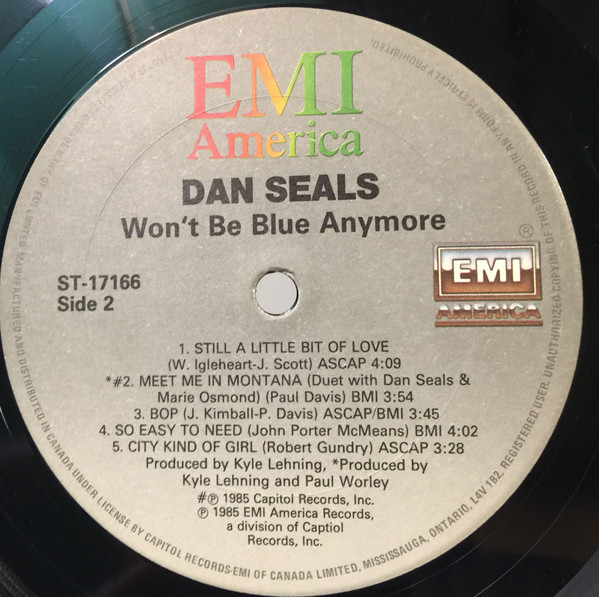 EMI
America
DAN SEALS
Won't Be Blue Anymore
®
EMI
AMERICA
ST-17166
Side 2
1. STILL A LITTLE BIT OF LOVE
(W. Igleheart-J. Scott) ASCAP 4:09
*#2. MEET ME IN MONTANA (Duet with Dan Seals &
Marie Osmond) (Paul Davis) BMI 3:54
3. BOP (J. Kimball-P. Davis) ASCAP/BMI 3:45
4. SO EASY TO NEED (John Porter McMeans) BMI 4:02
5. CITY KIND OF GIRL (Robert Gundry) ASCAP 3:28
Produced by Kyle Lehning, *Produced by
Kyle Lehning and Paul Worley
#℗ 1985 Capitol Records, Inc.
℗ 1985 EMI America Records,
a division of Captiol
Records, Inc.
MANUFACTURED AND DISTRIBUTED IN CANADA UNDER LICENSE BY CAPITOL RECORDS-EMI OF CANADA LIMITED, MISSISSAUGA, ONTARIO, L4V 1B2. REGISTERED USER. UNAUTHORIZED COPYING OF THIS RECORD IN ANY FORM IS STRICTLY PROHIBITED.